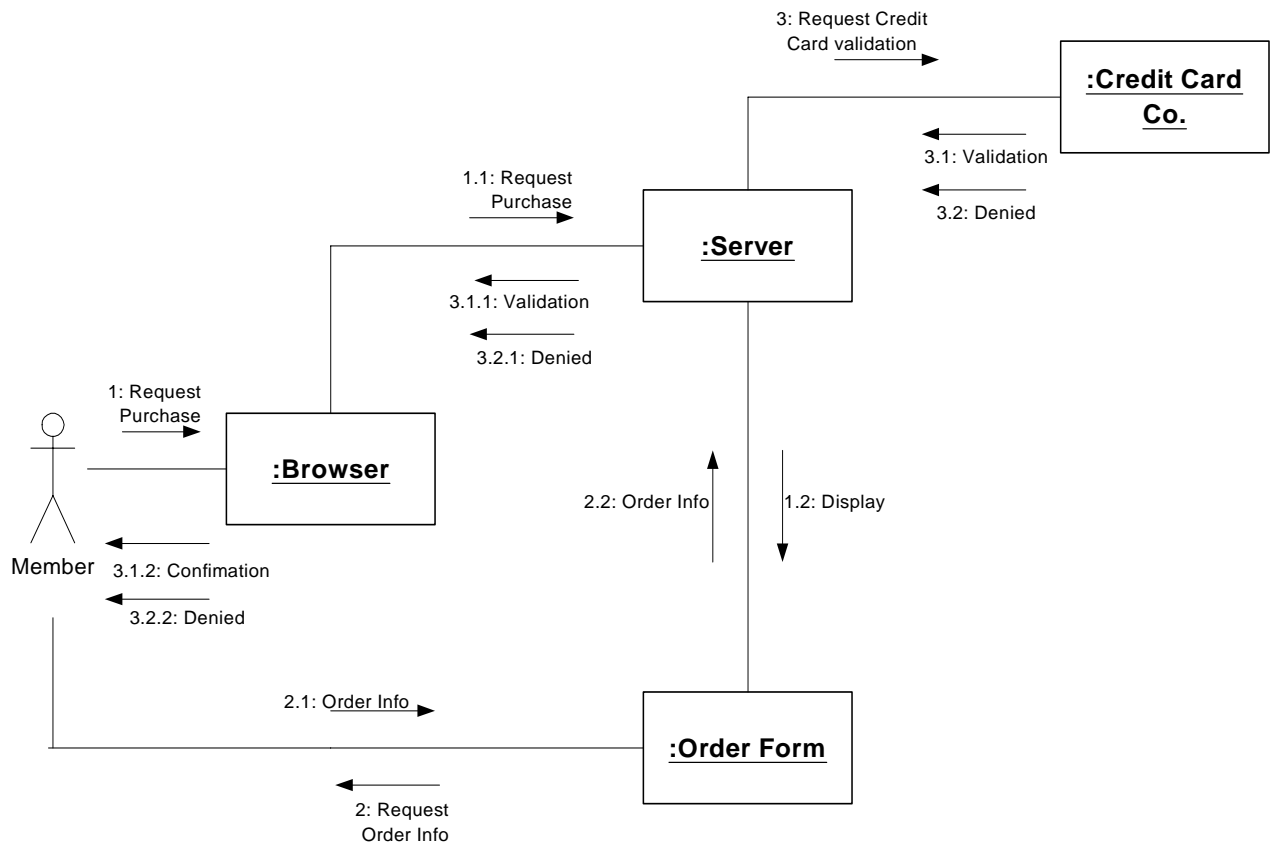 3: Request Credit
Card validation
:Credit Card
Co.
3.1: Validation
3.2: Denied
1.1: Request
Purchase
:Server
3.1.1: Validation
3.2.1: Denied
1: Request
Purchase
:Browser
2.2: Order Info
1.2: Display
Member
3.1.2: Confimation
3.2.2: Denied
2.1: Order Info
:Order Form
2: Request
Order Info